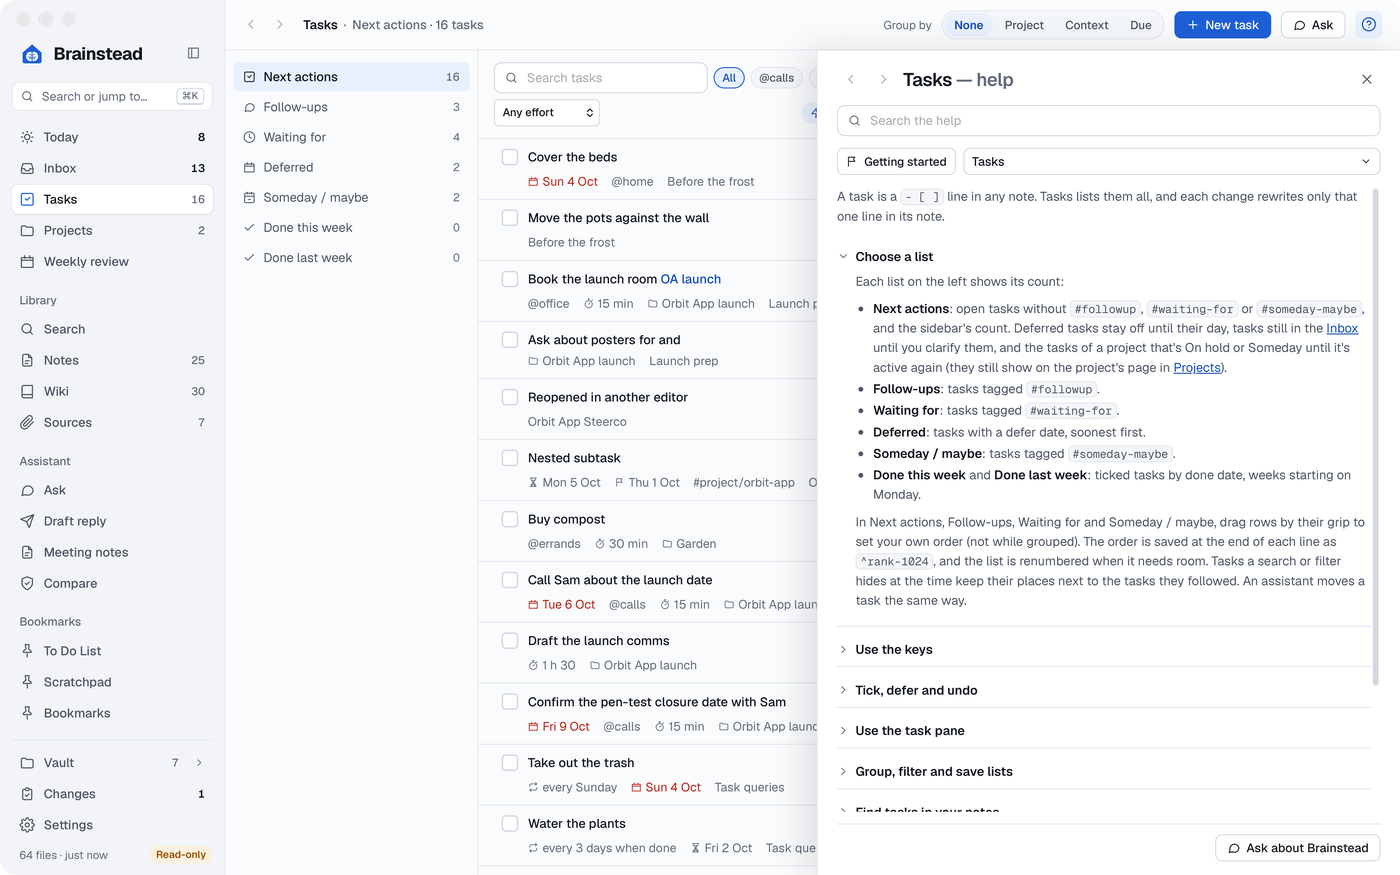 Brainstead
Search or jump to... ⌘K
Today 8
Inbox 13
Tasks 16
Projects 2
Weekly review
Library
Search
Notes 25
Wiki 30
Sources 7
Assistant
Ask
Draft reply
Meeting notes
Compare
Bookmarks
To Do List
Scratchpad
Bookmarks
Vault 7
Changes 1
Settings
64 files · just now Read-only
Tasks · Next actions · 16 tasks
Group by None Project Context Due
New task
Ask
Next actions 16
Follow-ups 3
Waiting for 4
Deferred 2
Someday / maybe 2
Done this week 0
Done last week 0
Search tasks
All @calls
Any effort
Cover the beds
Sun 4 Oct @home Before the frost
Move the pots against the wall
Before the frost
Book the launch room OA launch
@office 15 min Orbit App launch Launch p
Ask about posters for and
Orbit App launch Launch prep
Reopened in another editor
Orbit App Steerco
Nested subtask
Mon 5 Oct Thu 1 Oct #project/orbit-app O
Buy compost
@errands 30 min Garden
Call Sam about the launch date
Tue 6 Oct @calls 15 min Orbit App laun
Draft the launch comms
1 h 30 Orbit App launch
Confirm the pen-test closure date with Sam
Fri 9 Oct @calls 15 min Orbit App launc
Take out the trash
every Sunday Sun 4 Oct Task queries
Water the plants
every 3 days when done Fri 2 Oct Task que
Tasks — help
Search the help
Getting started
Tasks
A task is a - [ ] line in any note. Tasks lists them all, and each change rewrites only that
one line in its note.
Choose a list
Each list on the left shows its count:
• Next actions: open tasks without #followup, #waiting-for or #someday-maybe,
and the sidebar's count. Deferred tasks stay off until their day, tasks still in the Inbox
until you clarify them, and the tasks of a project that's On hold or Someday until it's
active again (they still show on the project's page in Projects).
• Follow-ups: tasks tagged #followup.
• Waiting for: tasks tagged #waiting-for.
• Deferred: tasks with a defer date, soonest first.
• Someday / maybe: tasks tagged #someday-maybe.
• Done this week and Done last week: ticked tasks by done date, weeks starting on
Monday.
In Next actions, Follow-ups, Waiting for and Someday / maybe, drag rows by their grip to
set your own order (not while grouped). The order is saved at the end of each line as
^rank-1024, and the list is renumbered when it needs room. Tasks a search or filter
hides at the time keep their places next to the tasks they followed. An assistant moves a
task the same way.
Use the keys
Tick, defer and undo
Use the task pane
Group, filter and save lists
Find tasks in your notes
Ask about Brainstead